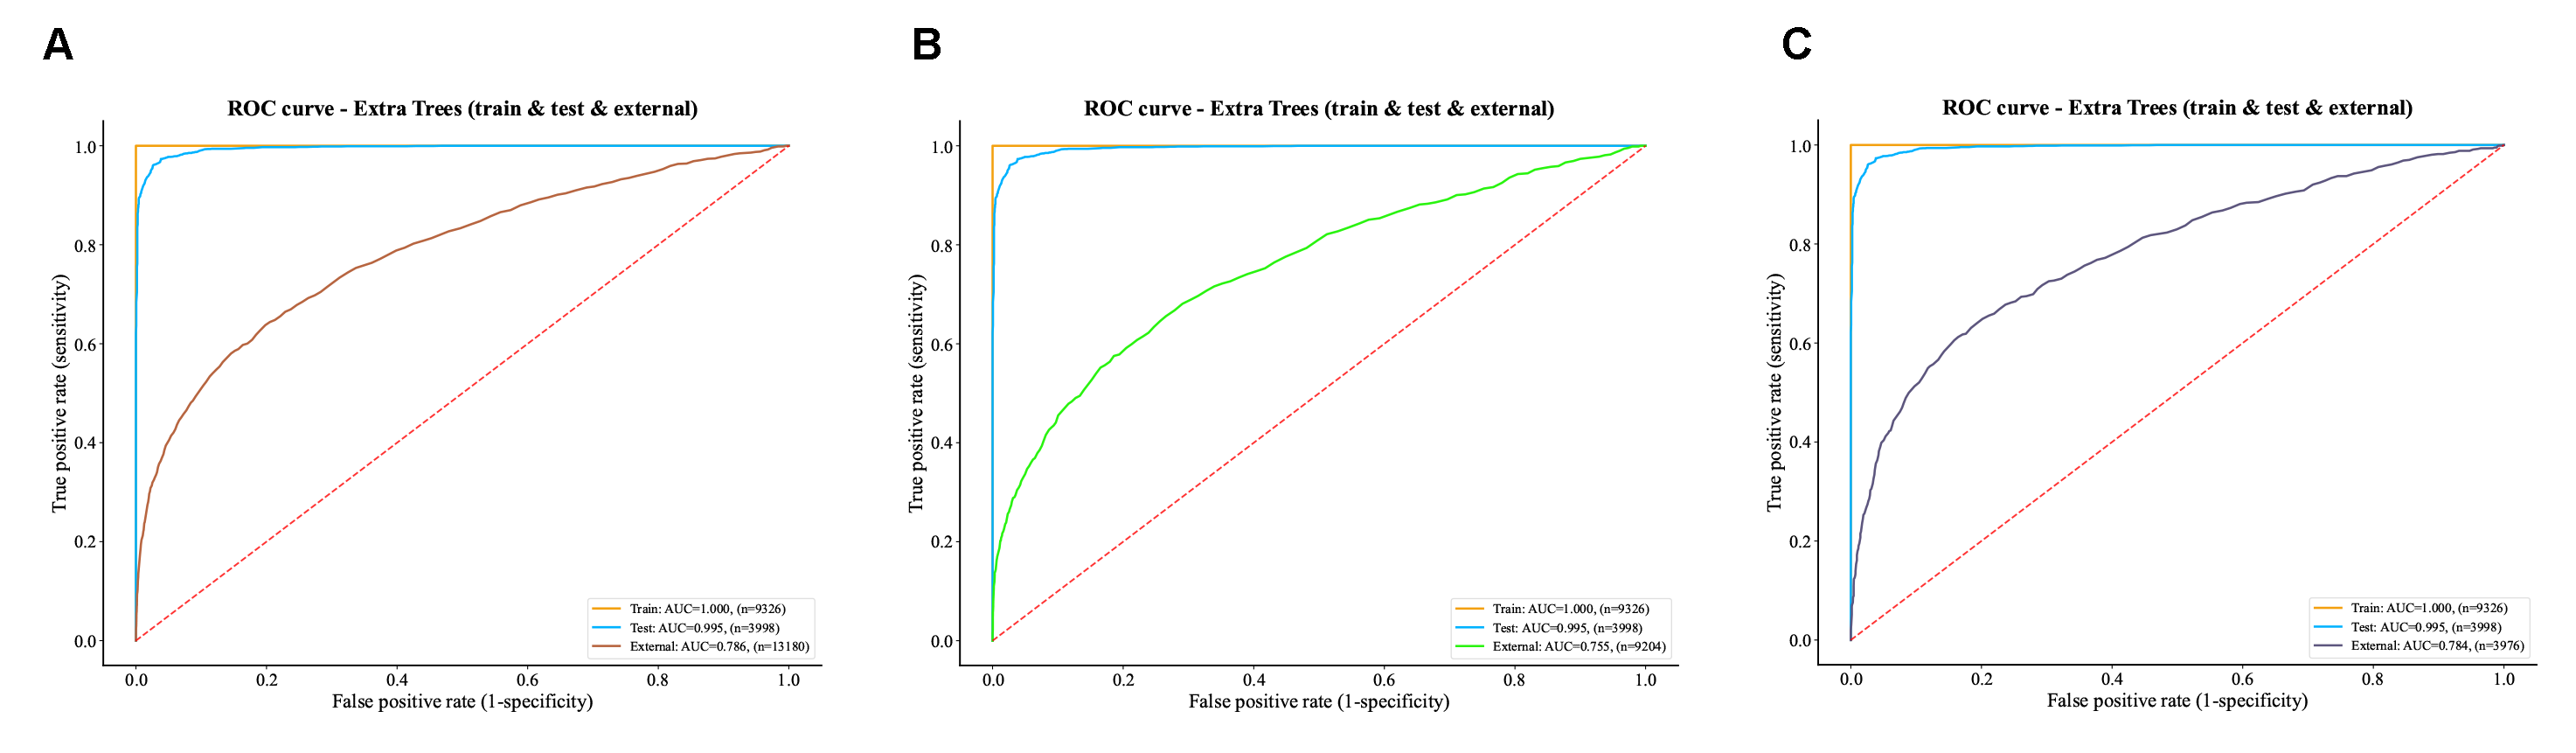 A
ROC curve - Extra Trees (train & test & external)
True positive rate (sensitivity)
1.0
0.8
0.6
0.4
0.2
0.0
Train: AUC=1.000, (n=9326)
Test: AUC=0.995, (n=3998)
External: AUC=0.786, (n=13180)
0.0 0.2 0.4 0.6 0.8 1.0
False positive rate (1-specificity)
B
ROC curve - Extra Trees (train & test & external)
True positive rate (sensitivity)
1.0
0.8
0.6
0.4
0.2
0.0
Train: AUC=1.000, (n=9326)
Test: AUC=0.995, (n=3998)
External: AUC=0.755, (n=9204)
0.0 0.2 0.4 0.6 0.8 1.0
False positive rate (1-specificity)
C
ROC curve - Extra Trees (train & test & external)
True positive rate (sensitivity)
1.0
0.8
0.6
0.4
0.2
0.0
Train: AUC=1.000, (n=9326)
Test: AUC=0.995, (n=3998)
External: AUC=0.784, (n=3976)
0.0 0.2 0.4 0.6 0.8 1.0
False positive rate (1-specificity)